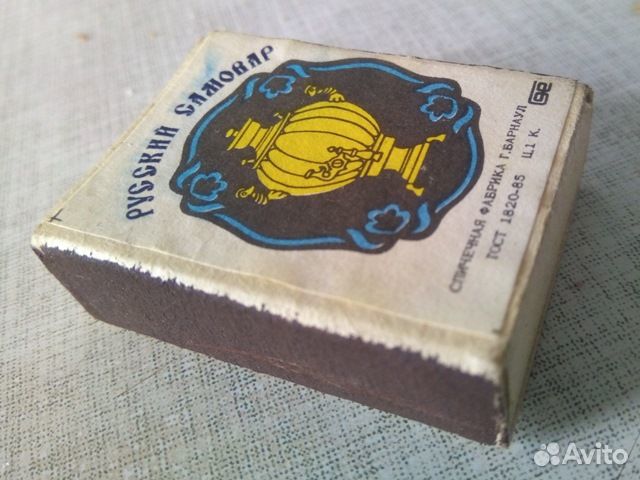 РУССКИЙ САМОВАР
СПИЧЕЧНАЯ ФАБРИКА Г.БАРНАУЛ
ГОСТ 1820-85 Ц.1 К.
Avito